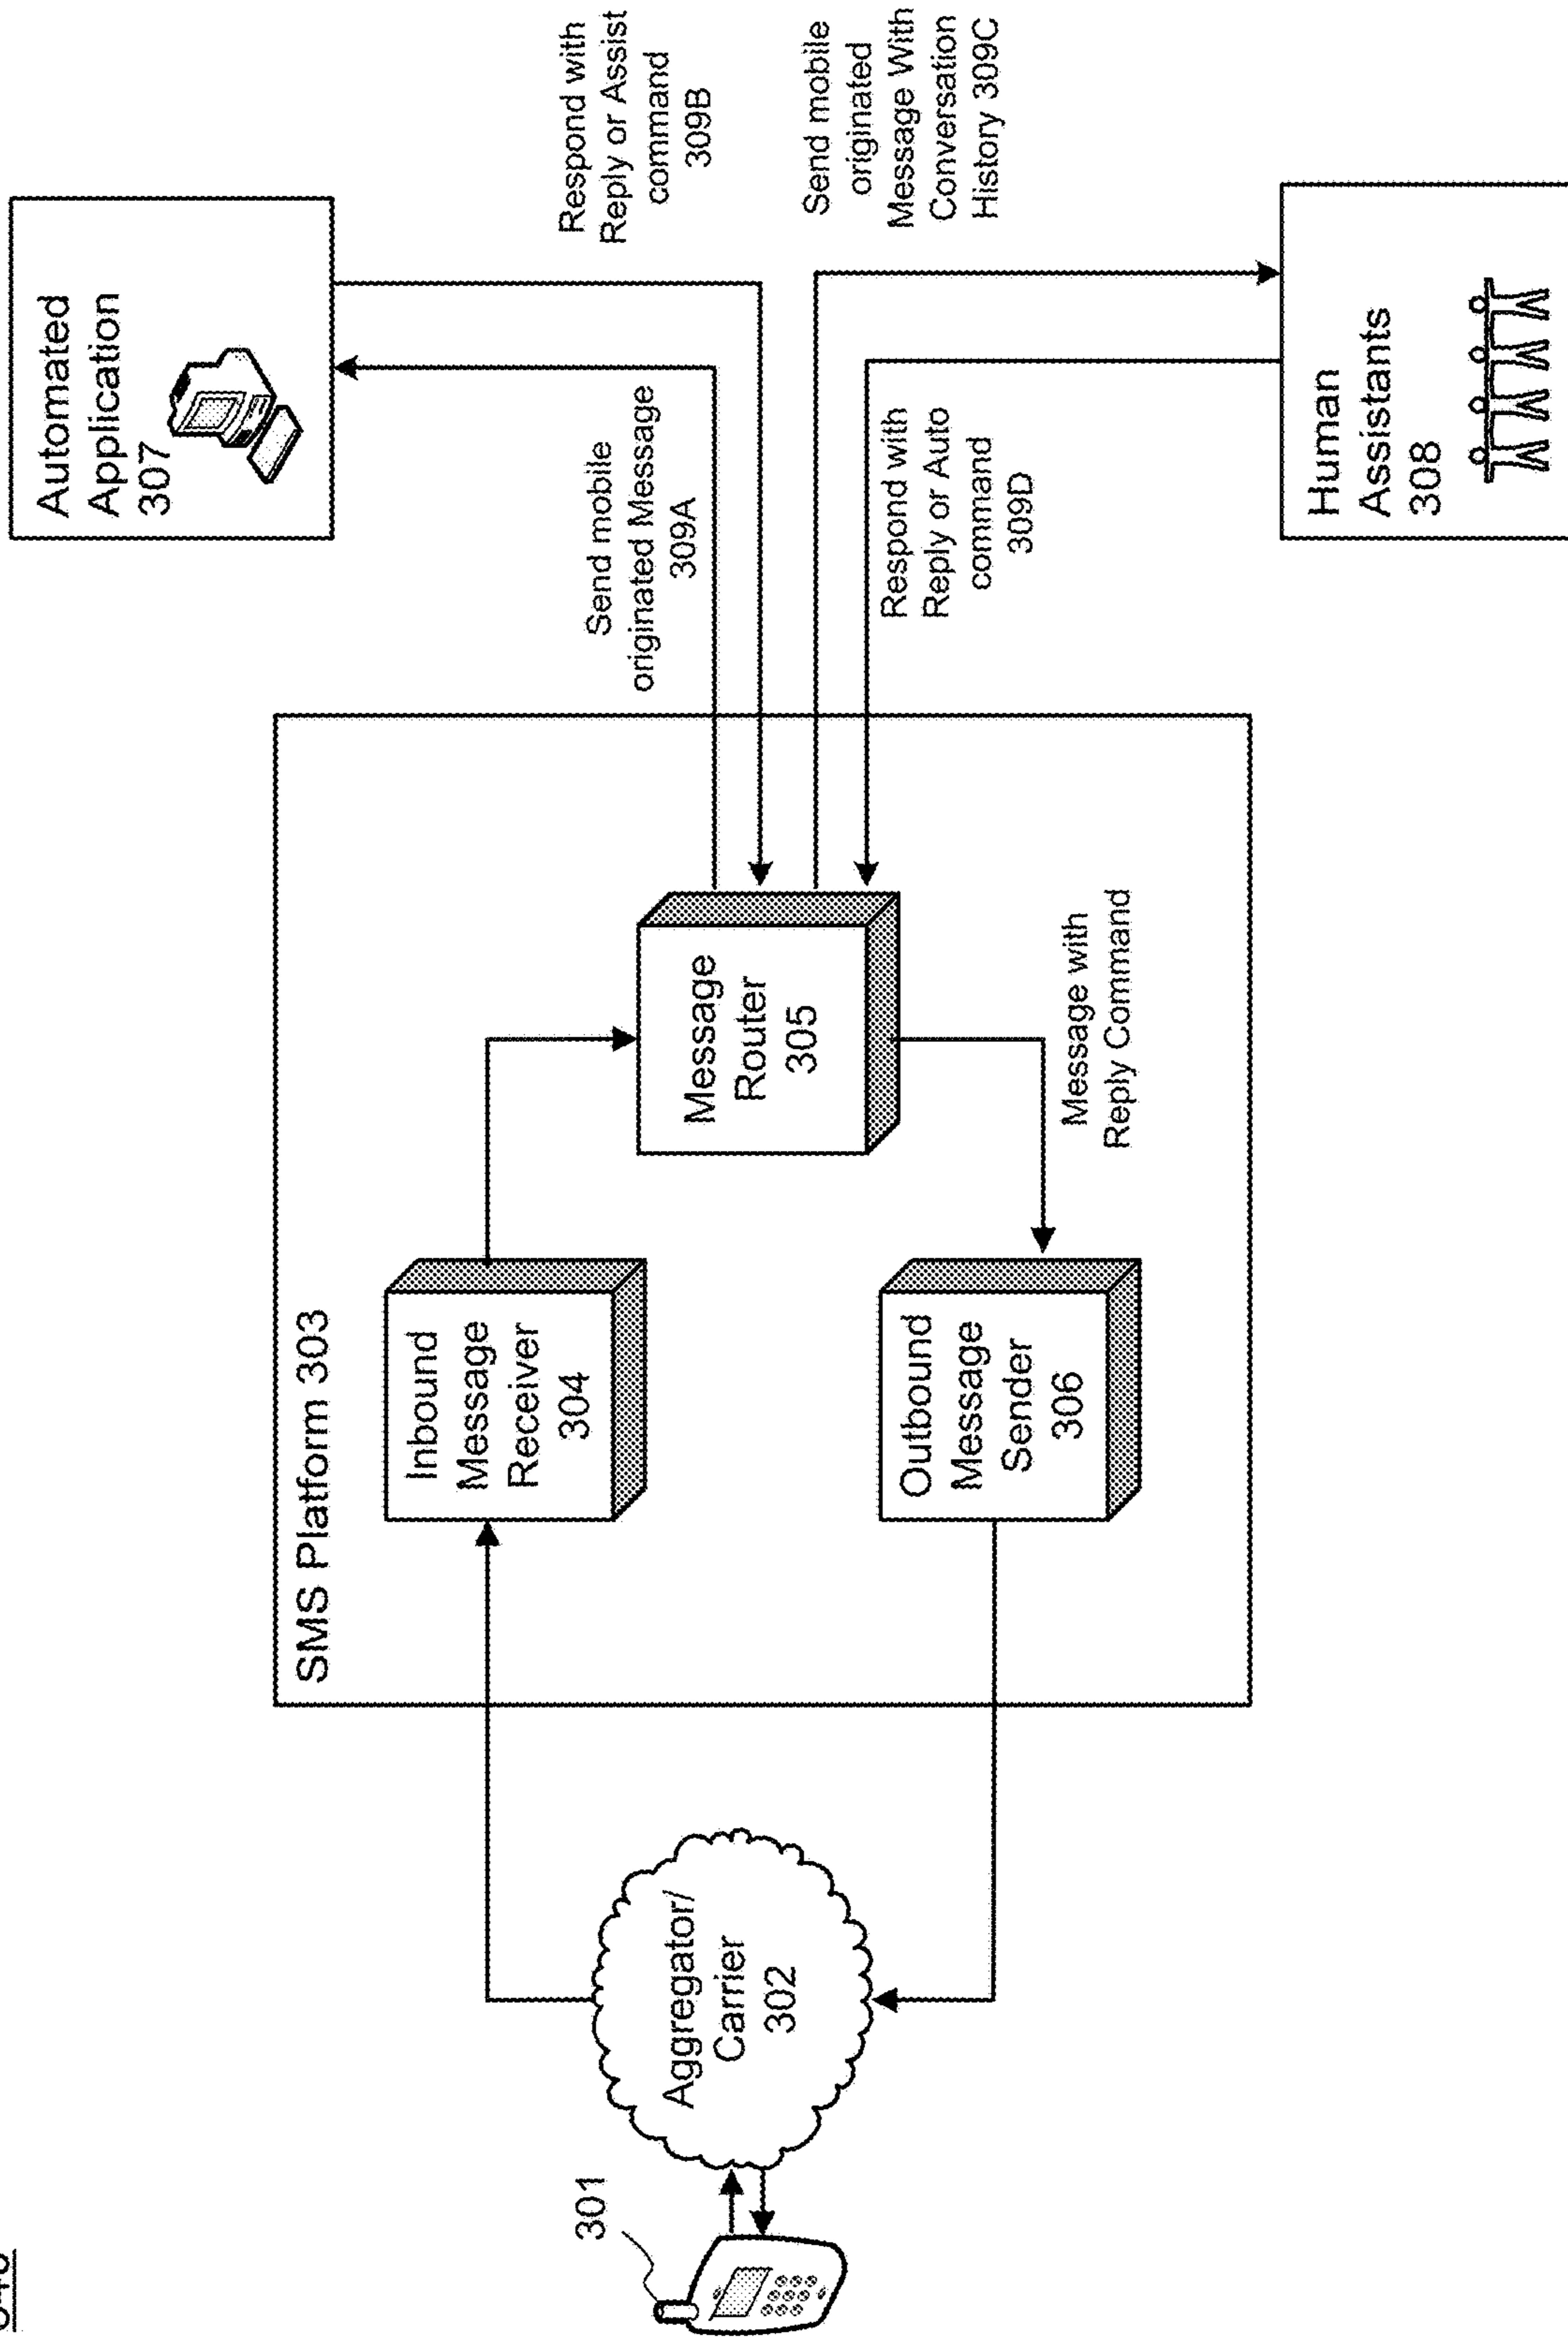 SMS Platform 303
301
Aggregator/
Carrier
302
Inbound
Message
Receiver
304
Message
Router
305
Outbound
Message
Sender
306
Message with
Reply Command
Automated
Application
307
Send mobile
originated Message
309A
Respond with
Reply or Assist
command
309B
Send mobile
originated
Message With
Conversation
History 309C
Respond with
Reply or Auto
command
309D
Human
Assistants
308